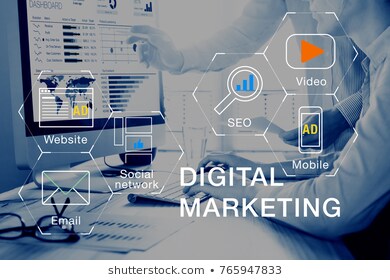 DASHBOARD
Video
AD
Website
SEO
AD
Mobile
Social
network
Email
DIGITAL
MARKETING
shutterstock.com • 765947833